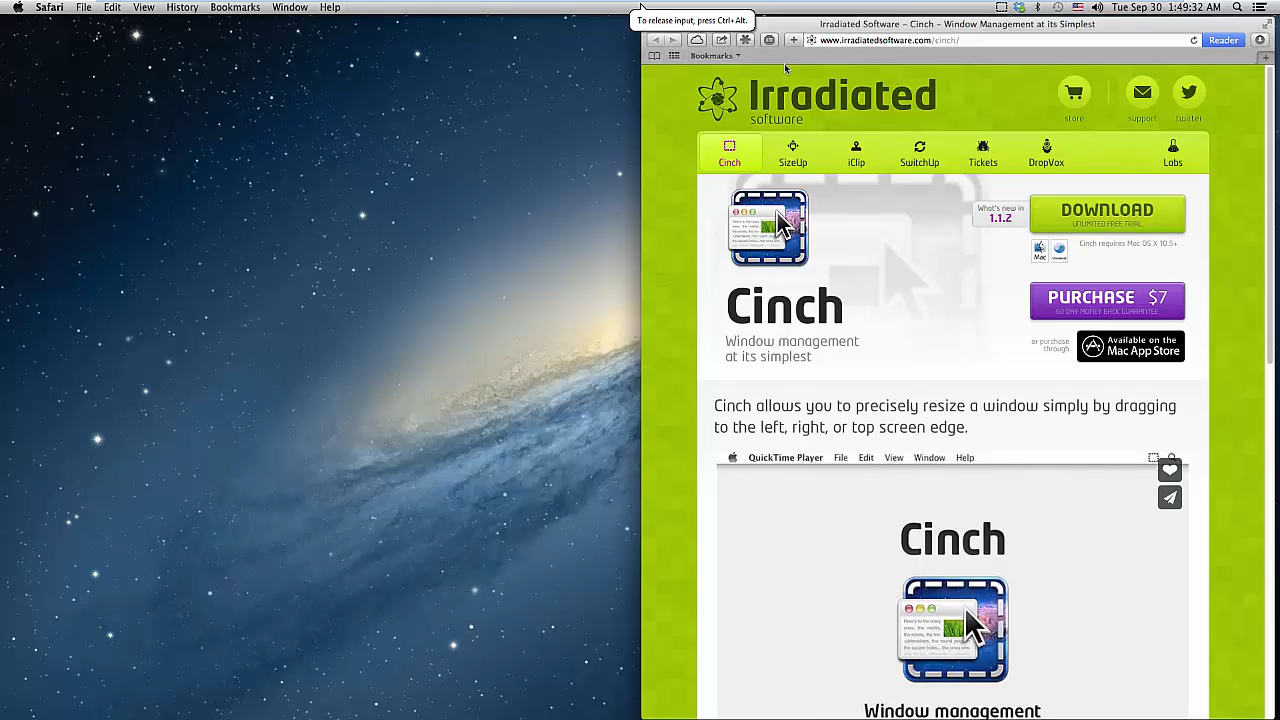 Safari File Edit View History Bookmarks Window Help
Tue Sep 30 1:49:32 AM
To release input, press Ctrl+Alt.
Irradiated Software – Cinch – Window Management at its Simplest
www.irradiatedsoftware.com/cinch/
Reader
Bookmarks
Irradiated
software
store support twitter
Cinch SizeUp iClip SwitchUp Tickets DropVox Labs
What's new in
1.1.2
DOWNLOAD
UNLIMITED FREE TRIAL
Mac
Universal
Cinch requires Mac OS X 10.5+
Cinch
Window management
at its simplest
PURCHASE $7
60 DAY MONEY BACK GUARANTEE
or purchase
through
Available on the
Mac App Store
Cinch allows you to precisely resize a window simply by dragging
to the left, right, or top screen edge.
QuickTime Player File Edit View Window Help
Cinch
Window management